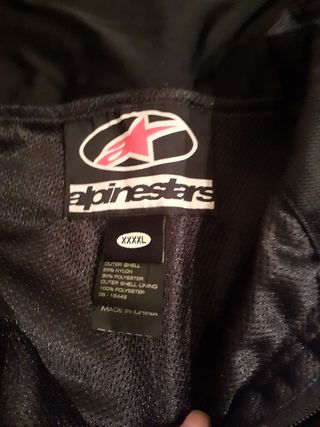 alpinestars
XXXXL
OUTER SHELL
65% NYLON
35% POLYESTER
OUTER SHELL LINING
100% POLYESTER
MADE IN CHINA